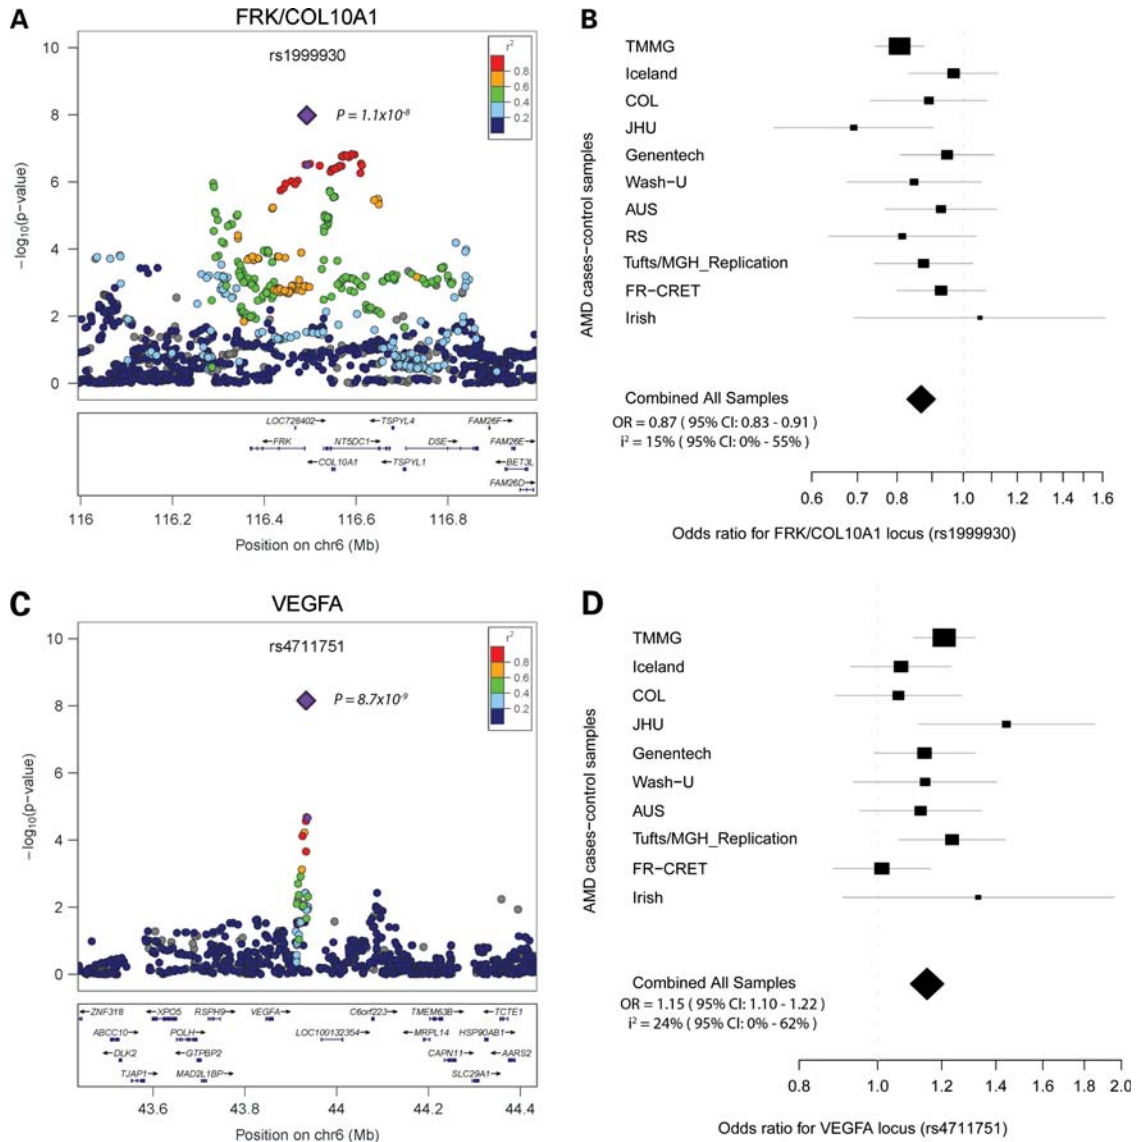 A
FRK/COL10A1
rs1999930
P = 1.1x10⁻⁸
r²
0.8
0.6
0.4
0.2
10
8
6
4
2
0
−log₁₀(p-value)
LOC728402→ ←TSPYL4 FAM26F→
←FRK NT5DC1→ DSE→ FAM26E→
←COL10A1 ←TSPYL1 ←BET3L
FAM26D→
116 116.2 116.4 116.6 116.8
Position on chr6 (Mb)
B
AMD cases−control samples
TMMG
Iceland
COL
JHU
Genentech
Wash−U
AUS
RS
Tufts/MGH_Replication
FR−CRET
Irish
Combined All Samples
OR = 0.87 ( 95% CI: 0.83 - 0.91 )
i² = 15% ( 95% CI: 0% - 55% )
0.6 0.7 0.8 1.0 1.2 1.4 1.6
Odds ratio for FRK/COL10A1 locus (rs1999930)
C
VEGFA
rs4711751
P = 8.7x10⁻⁹
r²
0.8
0.6
0.4
0.2
10
8
6
4
2
0
−log₁₀(p-value)
←ZNF318 ←XPO5 RSPH9→ VEGFA→ C6orf223→ TMEM63B→ ←TCTE1
ABCC10→ POLH→ LOC100132354→ ←MRPL14 HSP90AB1→
←DLK2 ←GTPBP2 CAPN11→ ←AARS2
TJAP1→ MAD2L1BP→ SLC29A1→
43.6 43.8 44 44.2 44.4
Position on chr6 (Mb)
D
AMD cases−control samples
TMMG
Iceland
COL
JHU
Genentech
Wash−U
AUS
Tufts/MGH_Replication
FR−CRET
Irish
Combined All Samples
OR = 1.15 ( 95% CI: 1.10 - 1.22 )
i² = 24% ( 95% CI: 0% - 62% )
0.8 1.0 1.2 1.4 1.6 2.0
Odds ratio for VEGFA locus (rs4711751)